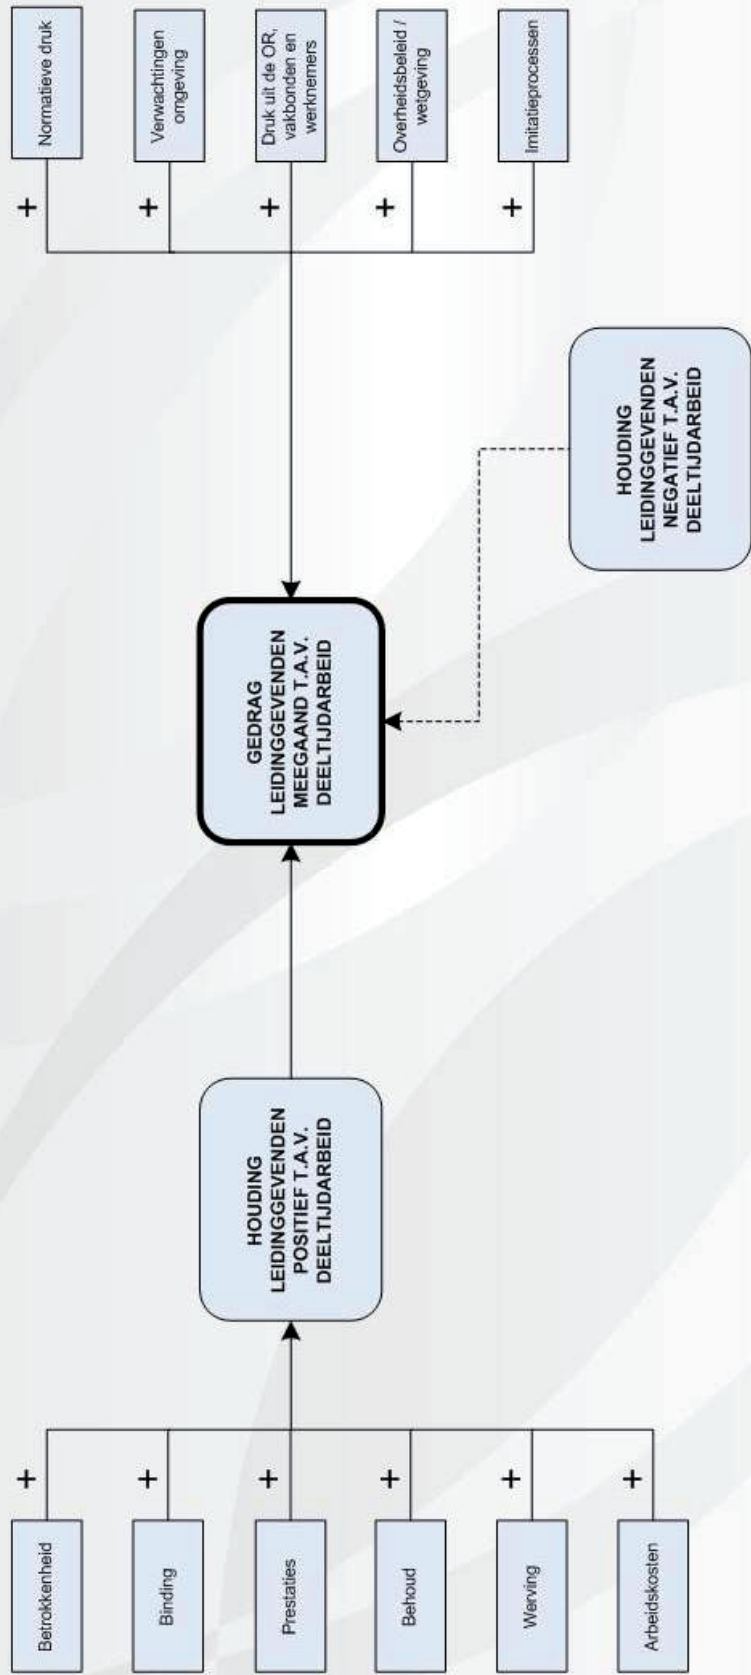 Betrokkenheid
Binding
Prestaties
Behoud
Werving
Arbeidskosten
+
+
+
+
+
+
HOUDING
LEIDINGGEVENDEN
POSITIEF T.A.V.
DEELTIJDARBEID
GEDRAG
LEIDINGGEVENDEN
MEEGAAND T.A.V.
DEELTIJDARBEID
HOUDING
LEIDINGGEVENDEN
NEGATIEF T.A.V.
DEELTIJDARBEID
+
+
+
+
+
Normatieve druk
Verwachtingen
omgeving
Druk uit de OR,
vakbonden en
werknemers
Overheidsbeleid /
wetgeving
Imitatieprocessen